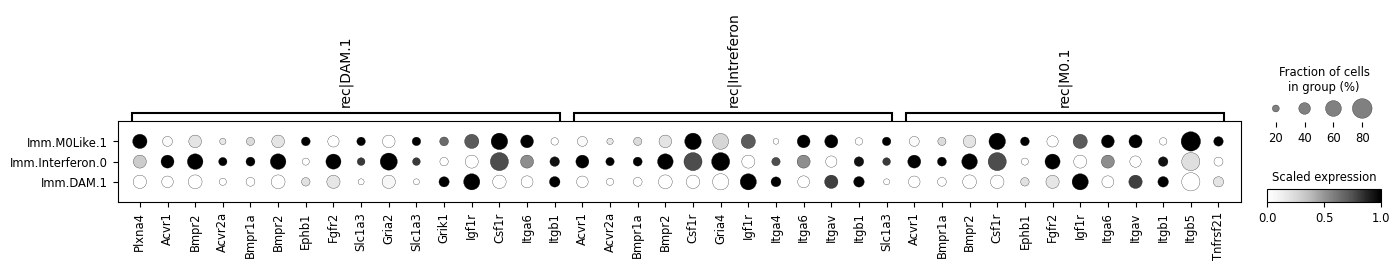 rec|DAM.1
rec|Intreferon
rec|M0.1
Fraction of cells
in group (%)
20 40 60 80
Imm.M0Like.1
Imm.Interferon.0
Imm.DAM.1
Scaled expression
0.0 0.5 1.0
Plxna4
Acvr1
Bmpr2
Acvr2a
Bmpr1a
Bmpr2
Ephb1
Fgfr2
Slc1a3
Gria2
Slc1a3
Grik1
Igf1r
Csf1r
Itga6
Itgb1
Acvr1
Acvr2a
Bmpr1a
Bmpr2
Csf1r
Gria4
Igf1r
Itga4
Itga6
Itgav
Itgb1
Slc1a3
Acvr1
Bmpr1a
Bmpr2
Csf1r
Ephb1
Fgfr2
Igf1r
Itga6
Itgav
Itgb1
Itgb5
Tnfrsf21